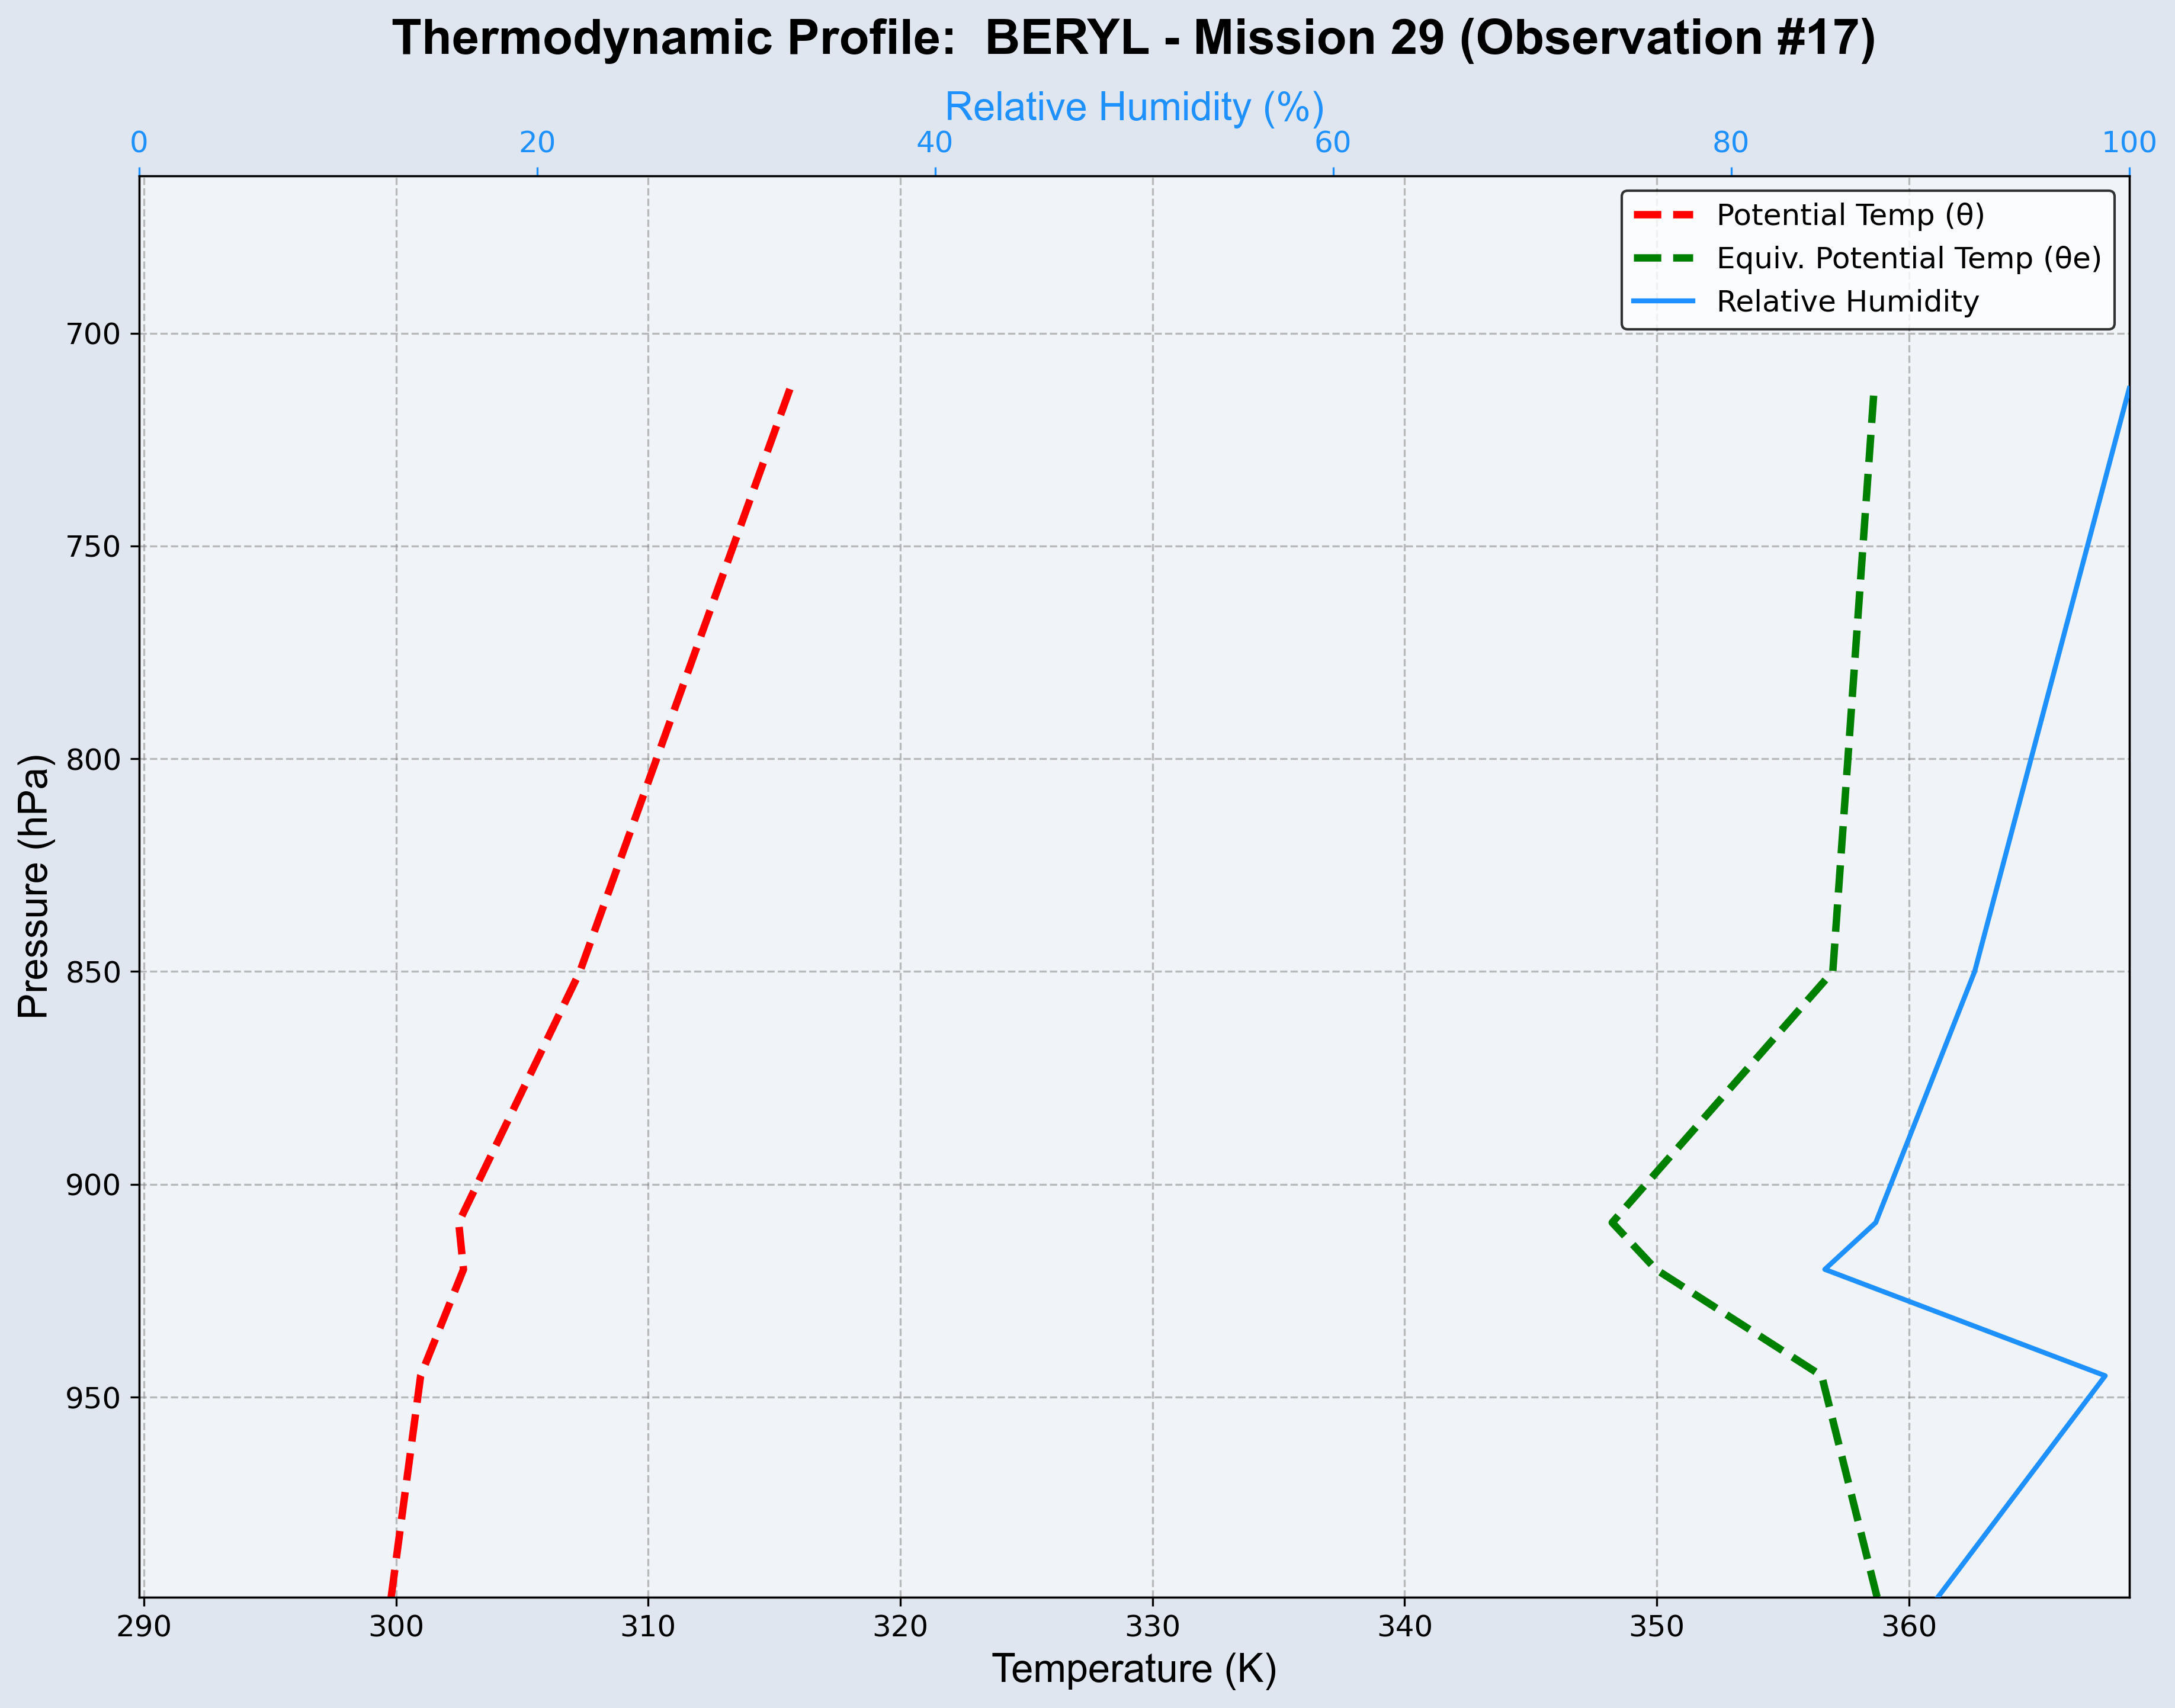 Thermodynamic Profile:  BERYL - Mission 29 (Observation #17)
Relative Humidity (%)
0 20 40 60 80 100
Potential Temp (θ)
Equiv. Potential Temp (θe)
Relative Humidity
700
750
800
850
900
950
Pressure (hPa)
290 300 310 320 330 340 350 360
Temperature (K)